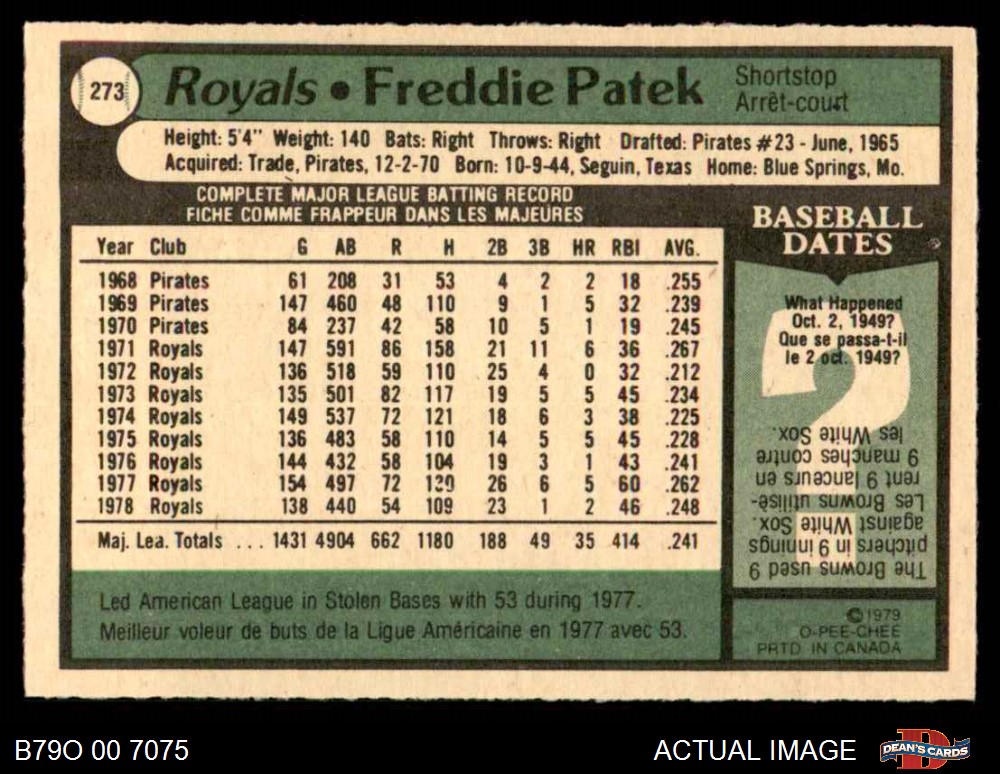 273 Royals • Freddie Patek Shortstop
Arrêt-court
Height: 5'4" Weight: 140 Bats: Right Throws: Right Drafted: Pirates #23 - June, 1965
Acquired: Trade, Pirates, 12-2-70 Born: 10-9-44, Seguin, Texas Home: Blue Springs, Mo.
COMPLETE MAJOR LEAGUE BATTING RECORD
FICHE COMME FRAPPEUR DANS LES MAJEURES
Year Club G AB R H 2B 3B HR RBI AVG.
1968 Pirates 61 208 31 53 4 2 2 18 .255
1969 Pirates 147 460 48 110 9 1 5 32 .239
1970 Pirates 84 237 42 58 10 5 1 19 .245
1971 Royals 147 591 86 158 21 11 6 36 .267
1972 Royals 136 518 59 110 25 4 0 32 .212
1973 Royals 135 501 82 117 19 5 5 45 .234
1974 Royals 149 537 72 121 18 6 3 38 .225
1975 Royals 136 483 58 110 14 5 5 45 .228
1976 Royals 144 432 58 104 19 3 1 43 .241
1977 Royals 154 497 72 130 26 6 5 60 .262
1978 Royals 138 440 54 109 23 1 2 46 .248
Maj. Lea. Totals ... 1431 4904 662 1180 188 49 35 414 .241
Led American League in Stolen Bases with 53 during 1977.
Meilleur voleur de buts de la Ligue Américaine en 1977 avec 53.
BASEBALL
DATES
What Happened
Oct. 2, 1949?
Que se passa-t-il
le 2 oct. 1949?
The Browns used 9
pitchers in 9 innings
against White Sox.
Les Browns utilisè-
rent 9 lanceurs en
9 manches contre
les White Sox.
©1979
O-PEE-CHEE
PRTD IN CANADA
B79O 00 7075
ACTUAL IMAGE
DEAN'S CARDS